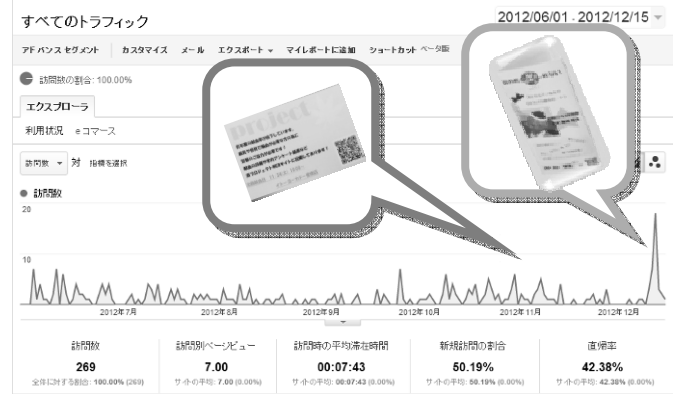 すべてのトラフィック
2012/06/01 - 2012/12/15
アドバンス セグメント カスタマイズ メール エクスポート マイレポートに追加 ショートカット ベータ版
訪問数の割合: 100.00%
エクスプローラ
利用状況 eコマース
訪問数 対 指標を選択
訪問数
20
10
project
2012年7月 2012年8月 2012年9月 2012年10月 2012年11月 2012年12月
訪問数 訪問別ページビュー 訪問時の平均滞在時間 新規訪問の割合 直帰率
269 7.00 00:07:43 50.19% 42.38%
全体に対する割合: 100.00% (269) サイトの平均: 7.00 (0.00%) サイトの平均: 00:07:43 (0.00%) サイトの平均: 50.19% (0.00%) サイトの平均: 42.38% (0.00%)